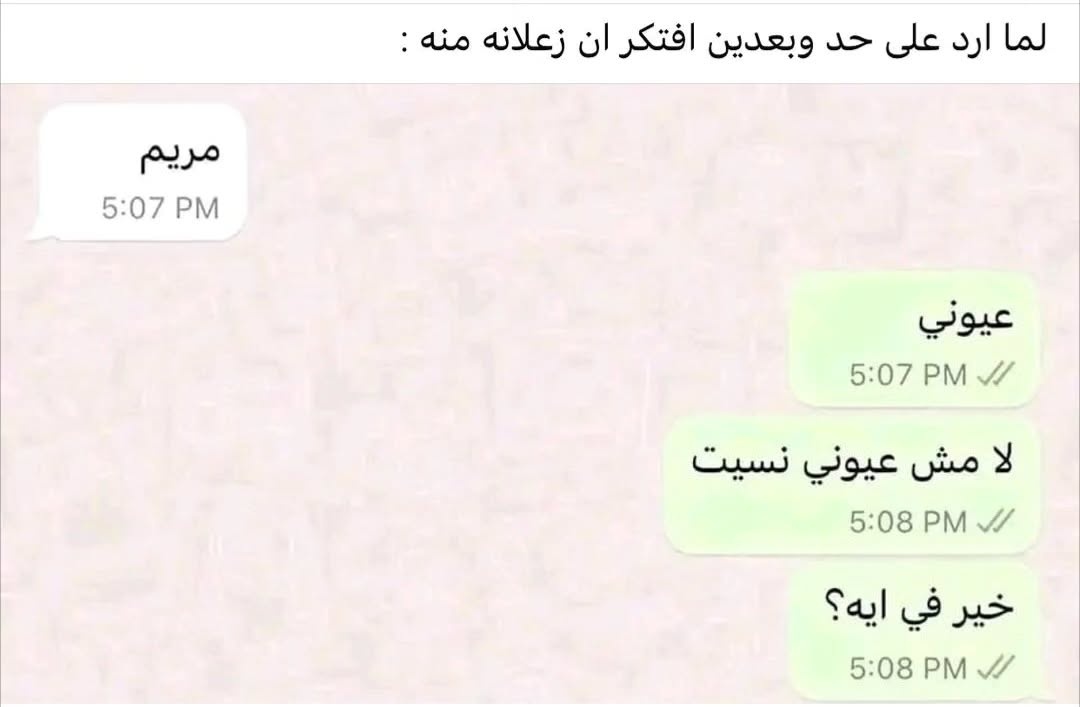 لما ارد على حد وبعدين افتكر ان زعلانه منه :
مريم
5:07 PM
عيوني
5:07 PM
لا مش عيوني نسيت
5:08 PM
خير في ايه؟
5:08 PM